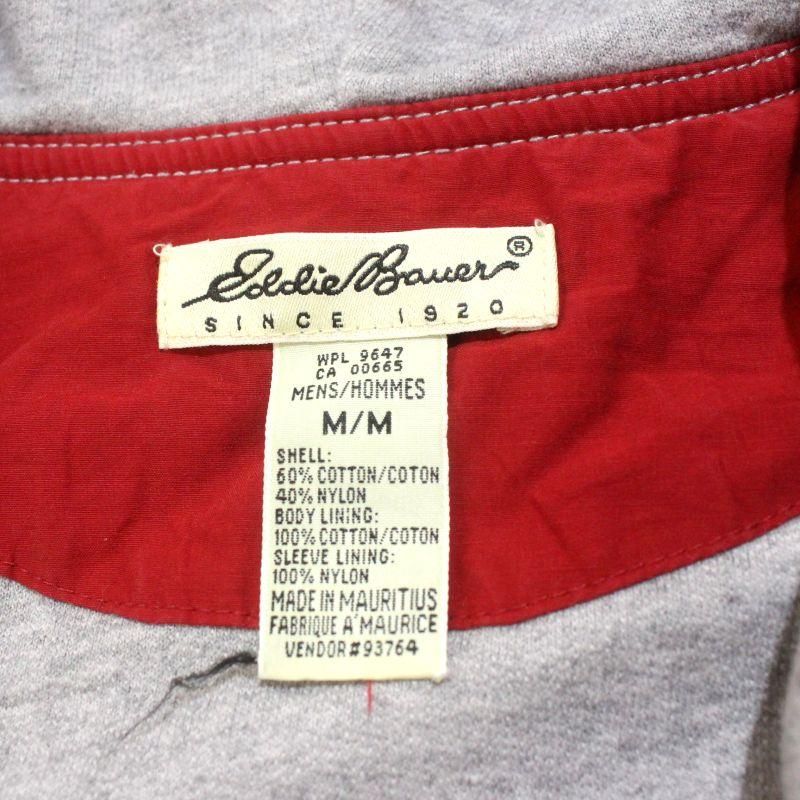 Eddie Bauer®
SINCE 1920
WPL 9647
CA 00665
MENS/HOMMES
M/M
SHELL:
60% COTTON/COTON
40% NYLON
BODY LINING:
100% COTTON/COTON
SLEEVE LINING:
100% NYLON
MADE IN MAURITIUS
FABRIQUE A' MAURICE
VENDOR#93764